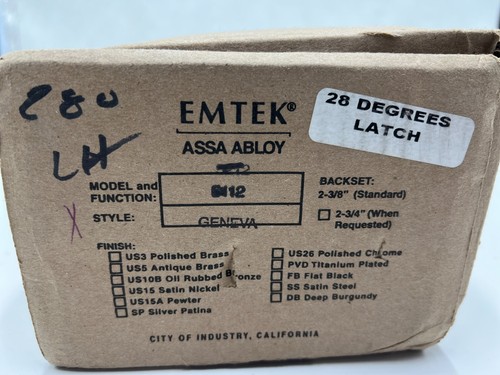 280
LH
EMTEK®
ASSA ABLOY
28 DEGREES
LATCH
MODEL and
FUNCTION:
5112
STYLE:
GENEVA
BACKSET:
2-3/8" (Standard)
2-3/4" (When
Requested)
FINISH:
US3 Polished Brass
US5 Antique Brass
US10B Oil Rubbed Bronze
US15 Satin Nickel
US15A Pewter
SP Silver Patina
US26 Polished Chrome
PVD Titanium Plated
FB Flat Black
SS Satin Steel
DB Deep Burgundy
CITY OF INDUSTRY, CALIFORNIA